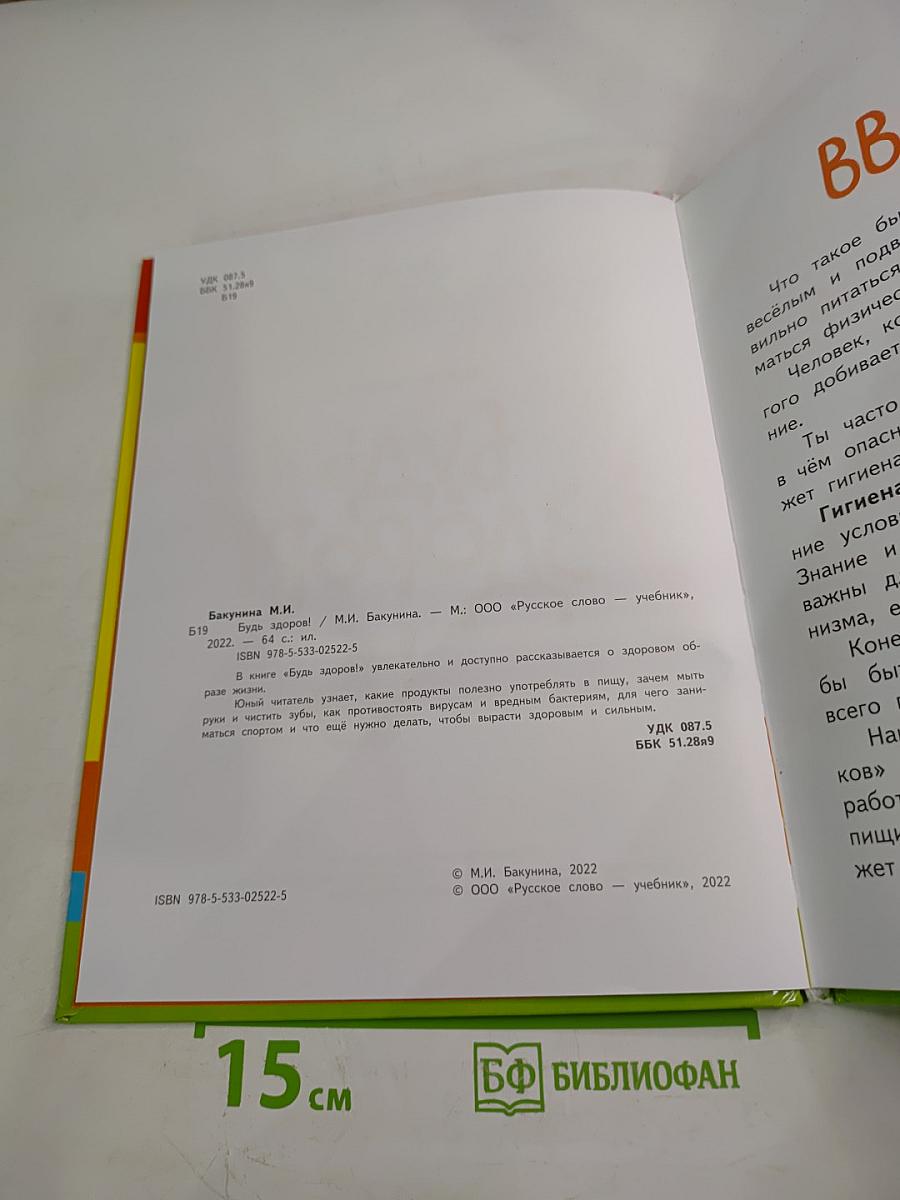 УДК 087.5
ББК 51.28я9
Б19
Бакунина М.И.
Б19 Будь здоров! / М.И. Бакунина. — М.: ООО «Русское слово — учебник»,
2022. — 64 с.: ил.
ISBN 978-5-533-02522-5
В книге «Будь здоров!» увлекательно и доступно рассказывается о здоровом об-
разе жизни.
Юный читатель узнает, какие продукты полезно употреблять в пищу, зачем мыть
руки и чистить зубы, как противостоять вирусам и вредным бактериям, для чего зани-
маться спортом и что ещё нужно делать, чтобы вырасти здоровым и сильным.
УДК 087.5
ББК 51.28я9
ISBN 978-5-533-02522-5
© М.И. Бакунина, 2022
© ООО «Русское слово — учебник», 2022
ВВ
Что такое бы
весёлым и подв
вильно питаться
маться физичес
Человек, ко
гого добивает
ние.
Ты часто
в чём опасн
жет гигиена
Гигиена
ние услов
Знание и
важны д
низма, е
Коне
бы бы
всего
На
ков»
работ
пищи
жет
15 см
БФ БИБЛИОФАН